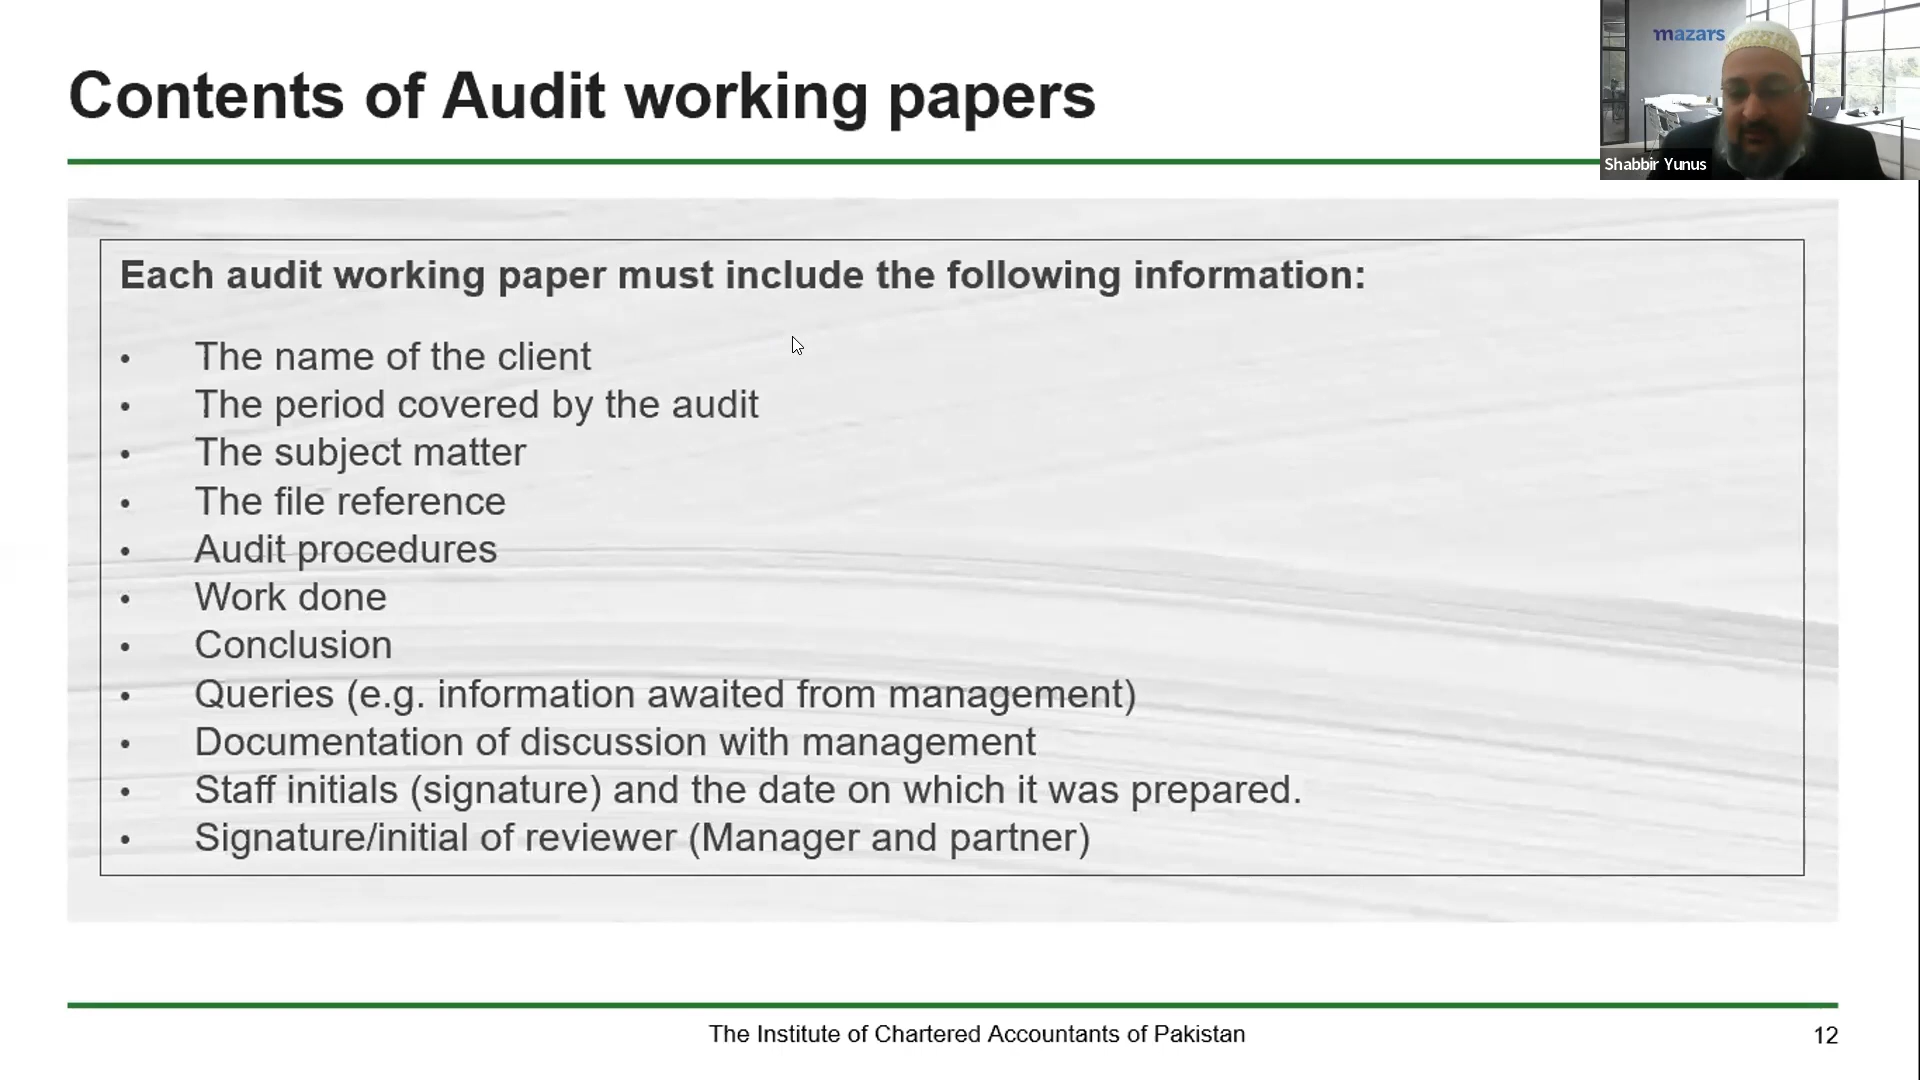 Contents of Audit working papers
mazars
Shabbir Yunus
Each audit working paper must include the following information:
• The name of the client
• The period covered by the audit
• The subject matter
• The file reference
• Audit procedures
• Work done
• Conclusion
• Queries (e.g. information awaited from management)
• Documentation of discussion with management
• Staff initials (signature) and the date on which it was prepared.
• Signature/initial of reviewer (Manager and partner)
The Institute of Chartered Accountants of Pakistan
12